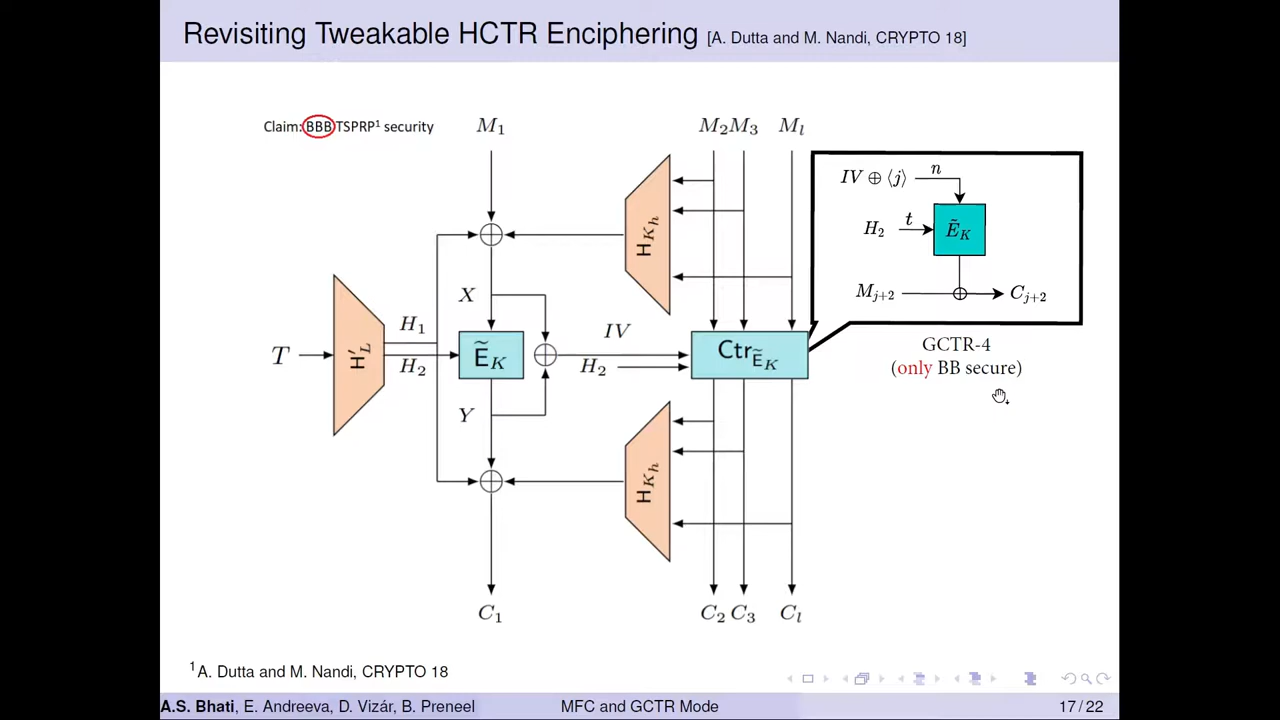 Revisiting Tweakable HCTR Enciphering [A. Dutta and M. Nandi, CRYPTO 18]
Claim: BBB TSPRP¹ security
M₁
M₂ M₃ M_l
IV ⊕ ⟨j⟩ n
H₂ t Ẽ_K
M_{j+2} C_{j+2}
H_{K_h}
X
T H'_L H₁ H₂ Ẽ_K IV H₂ Ctr_{Ẽ_K}
GCTR-4
(only BB secure)
Y
H_{K_h}
C₁
C₂ C₃ C_l
¹A. Dutta and M. Nandi, CRYPTO 18
A.S. Bhati, E. Andreeva, D. Vizár, B. Preneel MFC and GCTR Mode 17/22